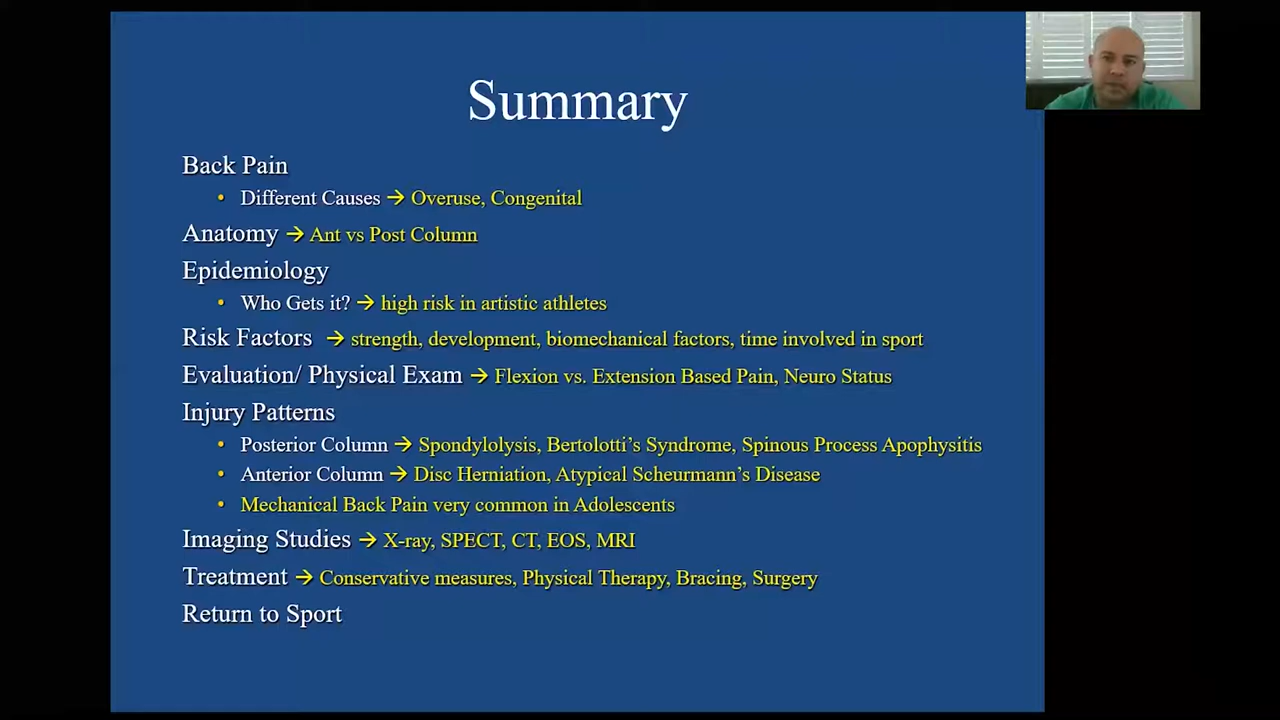 Summary
Back Pain
• Different Causes → Overuse, Congenital
Anatomy → Ant vs Post Column
Epidemiology
• Who Gets it? → high risk in artistic athletes
Risk Factors → strength, development, biomechanical factors, time involved in sport
Evaluation/ Physical Exam → Flexion vs. Extension Based Pain, Neuro Status
Injury Patterns
• Posterior Column → Spondylolysis, Bertolotti's Syndrome, Spinous Process Apophysitis
• Anterior Column → Disc Herniation, Atypical Scheurmann's Disease
• Mechanical Back Pain very common in Adolescents
Imaging Studies → X-ray, SPECT, CT, EOS, MRI
Treatment → Conservative measures, Physical Therapy, Bracing, Surgery
Return to Sport